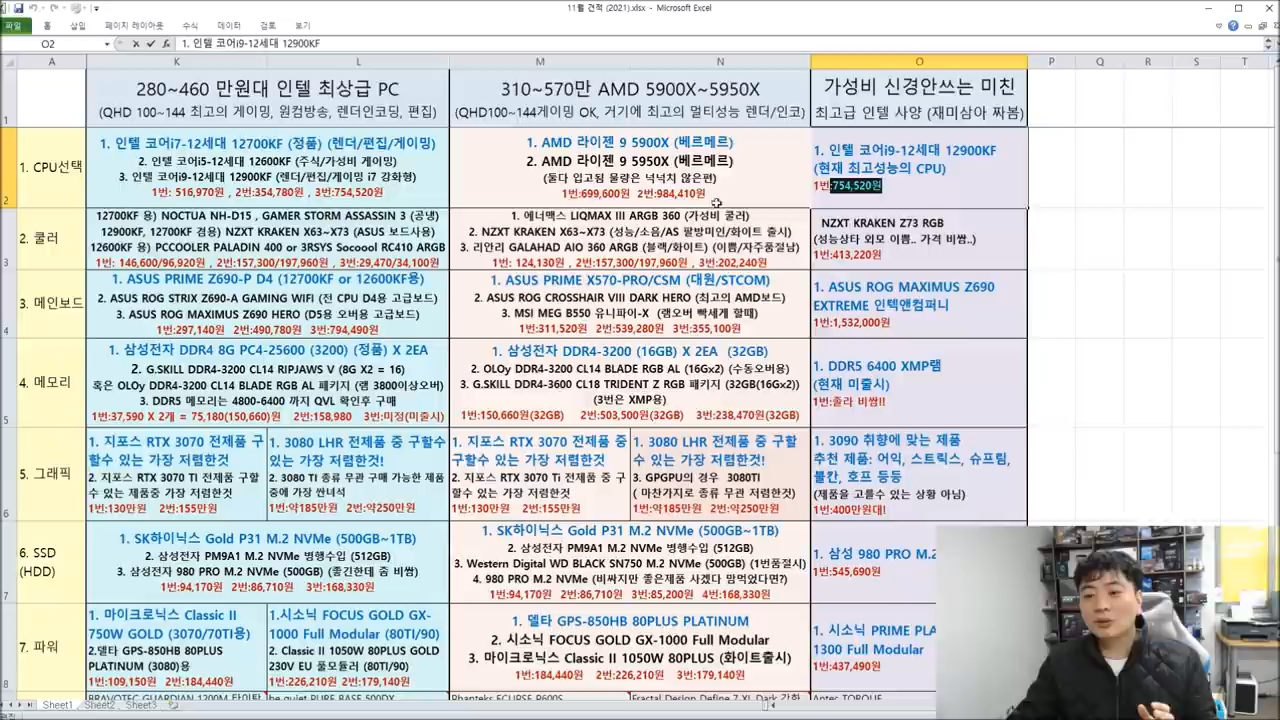 11월 견적 (2021).xlsx - Microsoft Excel
파일 홈 삽입 페이지 레이아웃 수식 데이터 검토 보기
O2
1. 인텔 코어i9-12세대 12900KF
A K L M N O P Q R S T
280~460 만원대 인텔 최상급 PC
(QHD 100~144 최고의 게이밍, 원컴방송, 렌더인코딩, 편집)
310~570만 AMD 5900X~5950X
(QHD100~144게이밍 OK, 거기에 최고의 멀티성능 렌더/인코)
가성비 신경안쓰는 미친
최고급 인텔 사양 (재미삼아 짜봄)
1
1. CPU선택
1. 인텔 코어i7-12세대 12700KF (정품) (렌더/편집/게이밍)
2. 인텔 코어i5-12세대 12600KF (주식/가성비 게이밍)
3. 인텔 코어i9-12세대 12900KF (렌더/편집/게이밍 i7 강화형)
1번: 516,970원 , 2번:354,780원 , 3번:754,520원
1. AMD 라이젠 9 5900X (베르메르)
2. AMD 라이젠 9 5950X (베르메르)
(둘다 입고된 물량은 넉넉치 않은편)
1번:699,600원 2번:984,410원
1. 인텔 코어i9-12세대 12900KF
(현재 최고성능의 CPU)
1번:754,520원
2
2. 쿨러
12700KF 용) NOCTUA NH-D15 , GAMER STORM ASSASSIN 3 (공냉)
12900KF, 12700KF 겸용) NZXT KRAKEN X63~X73 (ASUS 보드사용)
12600KF 용) PCCOOLER PALADIN 400 or 3RSYS Socoool RC410 ARGB
1번: 146,600/96,920원 , 2번:157,300/197,960원 , 3번:29,470/34,100원
1. 에너맥스 LIQMAX III ARGB 360 (가성비 쿨러)
2. NZXT KRAKEN X63~X73 (성능/소음/AS 팔방미인/화이트 출시)
3. 리안리 GALAHAD AIO 360 ARGB (블랙/화이트) (이쁨/자주품절남)
1번: 124,130원 , 2번:157,300/197,960원 , 3번:202,240원
NZXT KRAKEN Z73 RGB
(성능상타 외모 이쁨.. 가격 비쌈..)
1번:413,220원
3
3. 메인보드
1. ASUS PRIME Z690-P D4 (12700KF or 12600KF용)
2. ASUS ROG STRIX Z690-A GAMING WIFI (전 CPU D4용 고급보드)
3. ASUS ROG MAXIMUS Z690 HERO (D5용 오버용 고급보드)
1번:297,140원 2번:490,780원 3번:794,490원
1. ASUS PRIME X570-PRO/CSM (대원/STCOM)
2. ASUS ROG CROSSHAIR VIII DARK HERO (최고의 AMD보드)
3. MSI MEG B550 유니파이-X (램오버 빡세게 할때)
1번:311,520원 2번:539,280원 3번:355,100원
1. ASUS ROG MAXIMUS Z690
EXTREME 인텍앤컴퍼니
1번:1,532,000원
4
4. 메모리
1. 삼성전자 DDR4 8G PC4-25600 (3200) (정품) X 2EA
2. G.SKILL DDR4-3200 CL14 RIPJAWS V (8G X2 = 16)
혹은 OLOy DDR4-3200 CL14 BLADE RGB AL 패키지 (램 3800이상오버)
3. DDR5 메모리는 4800-6400 까지 QVL 확인후 구매
1번:37,590 X 2개 = 75,180(150,660)원 2번:158,980 3번:미정(미출시)
1. 삼성전자 DDR4-3200 (16GB) X 2EA (32GB)
2. OLOy DDR4-3200 CL14 BLADE RGB AL (16Gx2) (수동오버용)
3. G.SKILL DDR4-3600 CL18 TRIDENT Z RGB 패키지 (32GB(16Gx2))
(3번은 XMP용)
1번:150,660원(32GB) 2번:503,500원(32GB) 3번:238,470원(32GB)
1. DDR5 6400 XMP램
(현재 미출시)
1번:졸라 비쌈!!
5
5. 그래픽
1. 지포스 RTX 3070 전제품 구
할수 있는 가장 저렴한것
2. 지포스 RTX 3070 TI 전제품 구할
수 있는 제품중 가장 저렴한것
1번:130만원 2번:155만원
1. 3080 LHR 전제품 중 구할수
있는 가장 저렴한것!
2. 3080 TI 종류 무관 구매 가능한 제품
중에 가장 싼녀석
1번:약185만원 2번:약250만원
1. 지포스 RTX 3070 전제품 중
구할수 있는 가장 저렴한것
2. 지포스 RTX 3070 Ti 전제품 중 구
할수 있는 가장 저렴한것
1번:130만원 2번:155만원
1. 3080 LHR 전제품 중 구할
수 있는 가장 저렴한것!
3. GPGPU의 경우 3080TI
( 마찬가지로 종류 무관 저렴한것)
1번:약185만원 2번:약250만원
1. 3090 취향에 맞는 제품
추천 제품: 어익, 스트릭스, 슈프림,
불칸, 호프 등등
(제품을 고를수 있는 상황 아님)
1번:400만원대!
6
6. SSD
(HDD)
1. SK하이닉스 Gold P31 M.2 NVMe (500GB~1TB)
2. 삼성전자 PM9A1 M.2 NVMe 병행수입 (512GB)
3. 삼성전자 980 PRO M.2 NVMe (500GB) (좋긴한데 좀 비쌈)
1번:94,170원 2번:86,710원 3번:168,330원
1. SK하이닉스 Gold P31 M.2 NVMe (500GB~1TB)
2. 삼성전자 PM9A1 M.2 NVMe 병행수입 (512GB)
3. Western Digital WD BLACK SN750 M.2 NVMe (500GB) (1번품절시)
4. 980 PRO M.2 NVMe (비싸지만 좋은제품 사겠다 맘먹었다면?)
1번:94,170원 2번:86,710원 3번:85,200원 4번:168,330원
1. 삼성 980 PRO M.2
1번:545,690원
7
7. 파워
1. 마이크로닉스 Classic II
750W GOLD (3070/70TI용)
2.델타 GPS-850HB 80PLUS
PLATINUM (3080)용
1번:109,150원 2번:184,440원
1.시소닉 FOCUS GOLD GX-
1000 Full Modular (80TI/90)
2. Classic II 1050W 80PLUS GOLD
230V EU 풀모듈러 (80TI/90)
1번:226,210원 2번:179,140원
1. 델타 GPS-850HB 80PLUS PLATINUM
2. 시소닉 FOCUS GOLD GX-1000 Full Modular
3. 마이크로닉스 Classic II 1050W 80PLUS (화이트출시)
1번:184,440원 2번:226,210원 3번:179,140원
1. 시소닉 PRIME PLA
1300 Full Modular
1번:437,490원
8
Sheet1 Sheet2 Sheet3